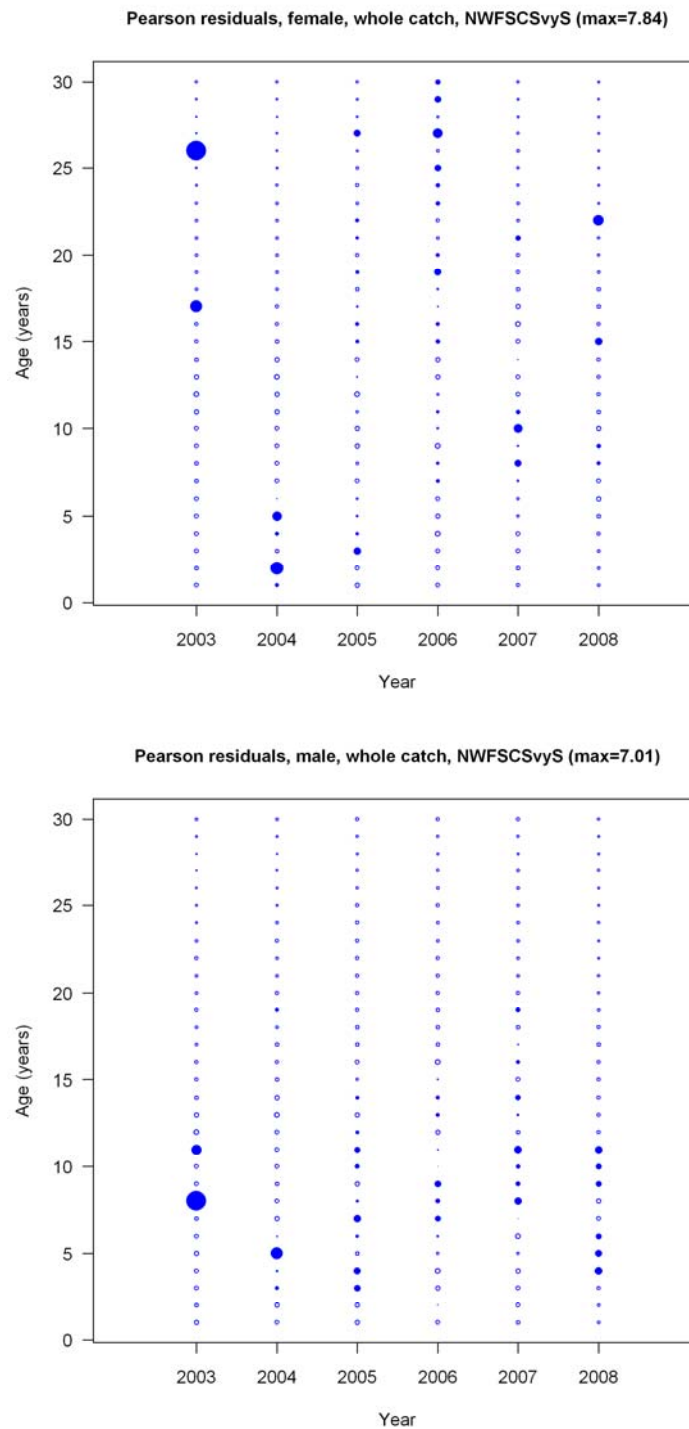 Pearson residuals, female, whole catch, NWFSCSvyS (max=7.84)
30
25
20
15
10
5
0
Age (years)
2003 2004 2005 2006 2007 2008
Year
Pearson residuals, male, whole catch, NWFSCSvyS (max=7.01)
30
25
20
15
10
5
0
Age (years)
2003 2004 2005 2006 2007 2008
Year